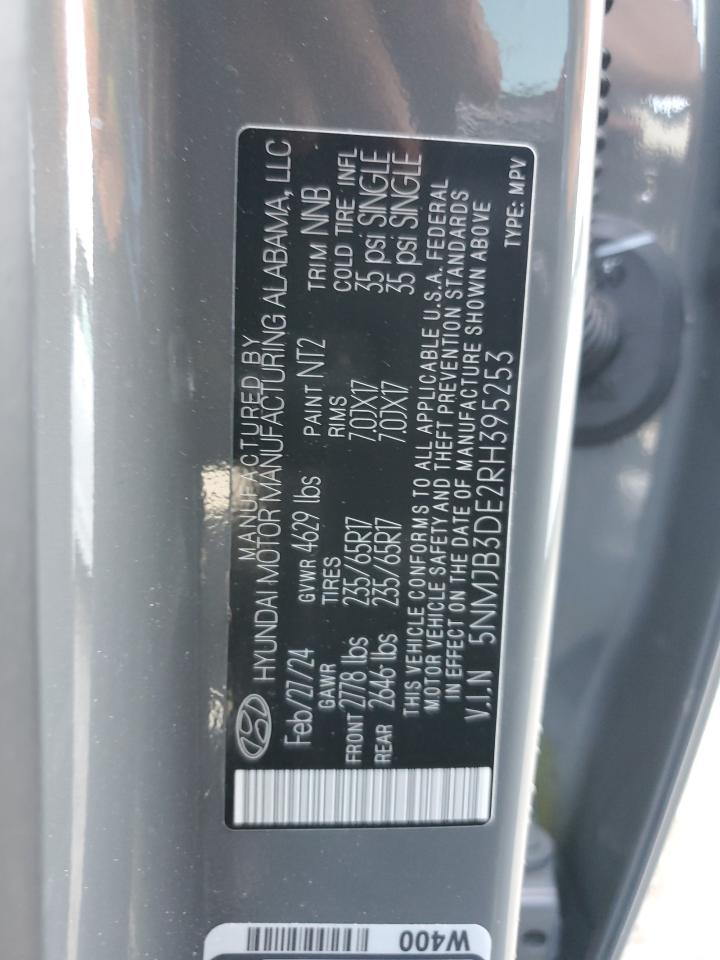 MANUFACTURED BY
HYUNDAI MOTOR MANUFACTURING ALABAMA, LLC
Feb/27/24 GVWR 4629 lbs PAINT NT2 TRIM NNB
GAWR TIRES RIMS COLD TIRE INFL
FRONT 2778 lbs 235/65R17 7.0JX17 35 psi SINGLE
REAR 2646 lbs 235/65R17 7.0JX17 35 psi SINGLE
THIS VEHICLE CONFORMS TO ALL APPLICABLE U.S.A. FEDERAL
MOTOR VEHICLE SAFETY AND THEFT PREVENTION STANDARDS
IN EFFECT ON THE DATE OF MANUFACTURE SHOWN ABOVE
V.I.N 5NMJB3DE2RH395253 TYPE: MPV
W400